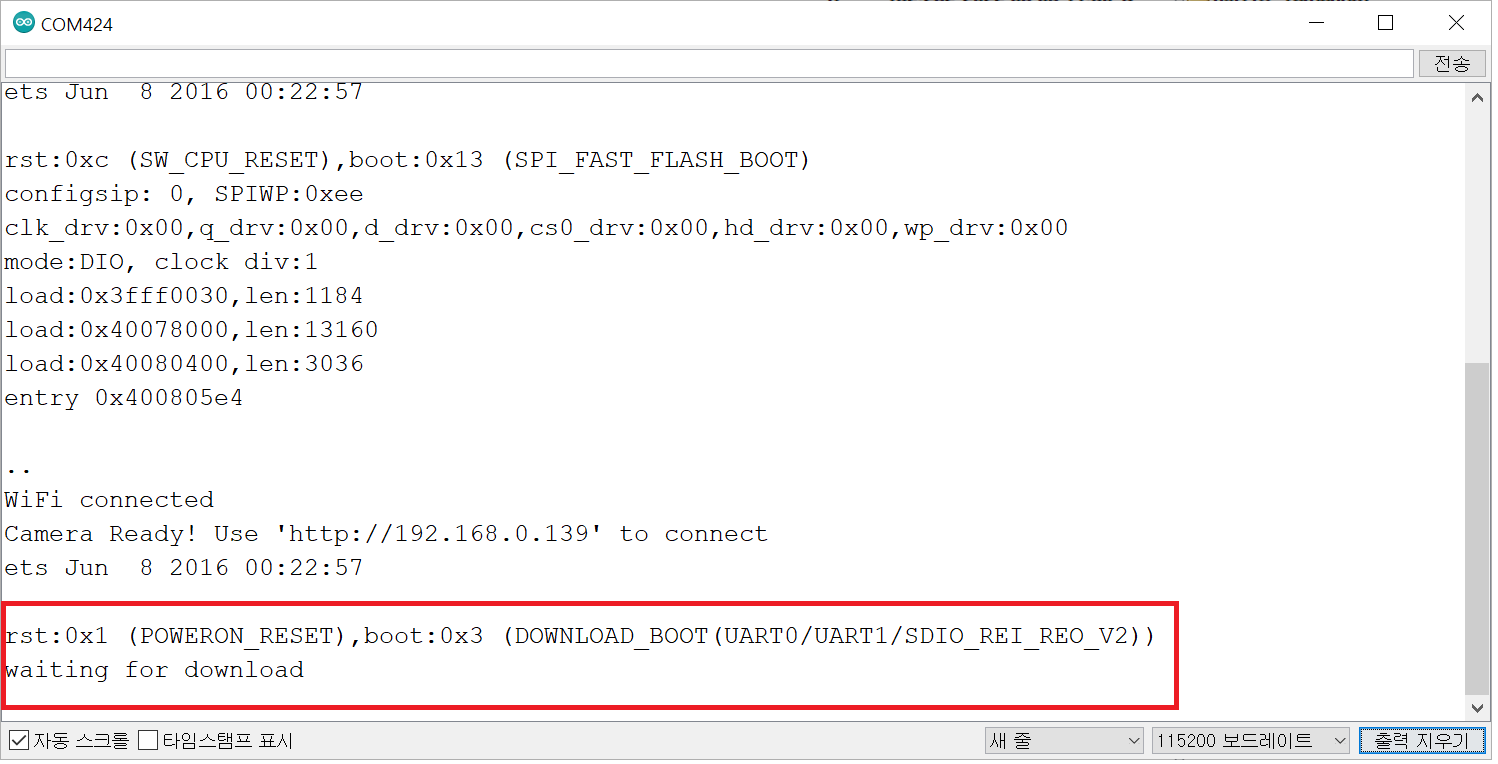 COM424
전송
ets Jun  8 2016 00:22:57
rst:0xc (SW_CPU_RESET),boot:0x13 (SPI_FAST_FLASH_BOOT)
configsip: 0, SPIWP:0xee
clk_drv:0x00,q_drv:0x00,d_drv:0x00,cs0_drv:0x00,hd_drv:0x00,wp_drv:0x00
mode:DIO, clock div:1
load:0x3fff0030,len:1184
load:0x40078000,len:13160
load:0x40080400,len:3036
entry 0x400805e4
..
WiFi connected
Camera Ready! Use 'http://192.168.0.139' to connect
ets Jun  8 2016 00:22:57
rst:0x1 (POWERON_RESET),boot:0x3 (DOWNLOAD_BOOT(UART0/UART1/SDIO_REI_REO_V2))
waiting for download
자동 스크롤 타임스탬프 표시 새 줄 115200 보드레이트 출력 지우기